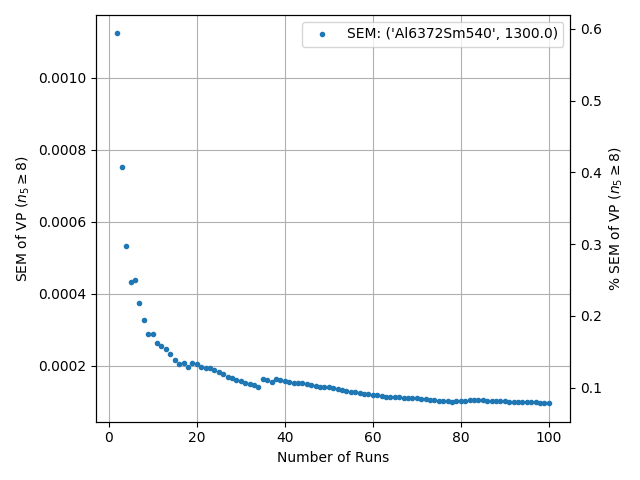 SEM: ('Al6372Sm540', 1300.0)
0.0010
0.0008
0.0006
0.0004
0.0002
SEM of VP (n₅ ≥ 8)
0.6
0.5
0.4
0.3
0.2
0.1
% SEM of VP (n₅ ≥ 8)
0 20 40 60 80 100
Number of Runs